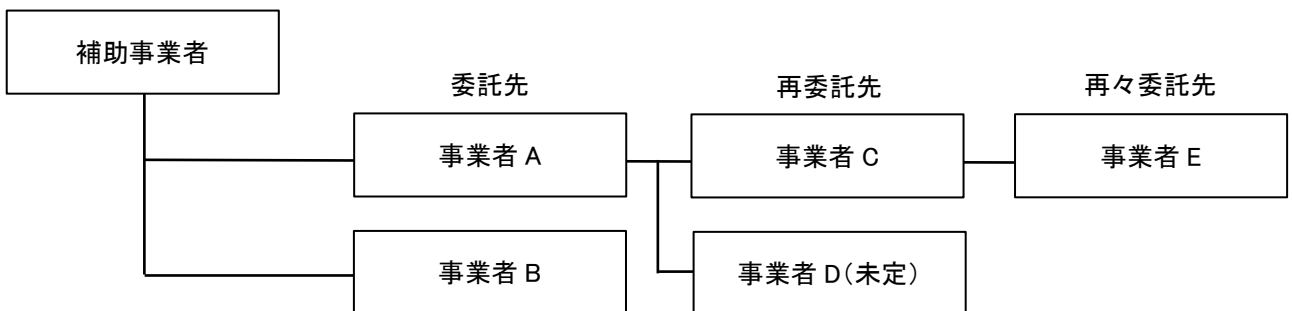 補助事業者
委託先
再委託先
再々委託先
事業者 A
事業者 C
事業者 E
事業者 B
事業者 D(未定)